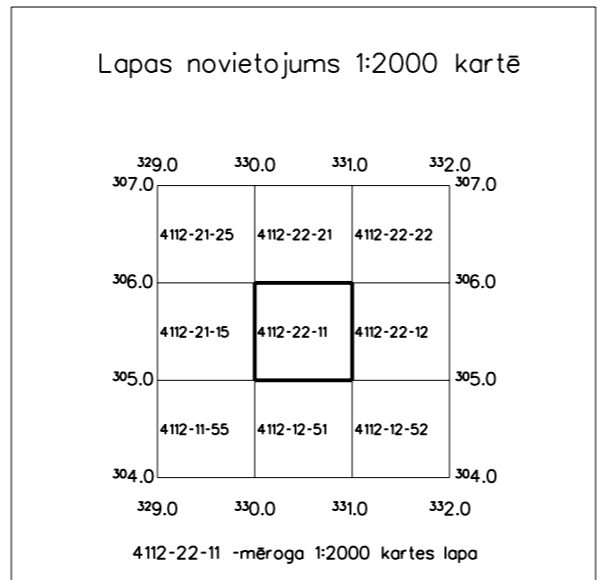 Lapas novietojums 1:2000 kartē
329.0 330.0 331.0 332.0
307.0 307.0
4112-21-25 4112-22-21 4112-22-22
306.0 306.0
4112-21-15 4112-22-11 4112-22-12
305.0 305.0
4112-11-55 4112-12-51 4112-12-52
304.0 304.0
329.0 330.0 331.0 332.0
4112-22-11 -mēroga 1:2000 kartes lapa